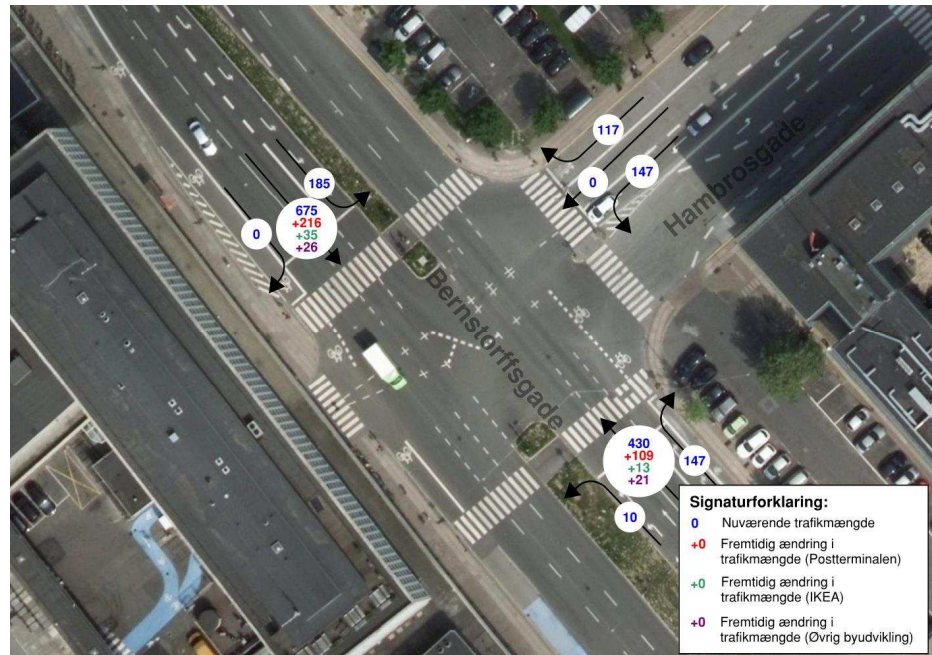 117
0
147
Hambrosgade
185
675
+216
+35
+26
0
Bernstorffsgade
430
+109
+13
+21
147
10
Signaturforklaring:
0 Nuværende trafikmængde
+0 Fremtidig ændring i
trafikmængde (Postterminalen)
+0 Fremtidig ændring i
trafikmængde (IKEA)
+0 Fremtidig ændring i
trafikmængde (Øvrig byudvikling)